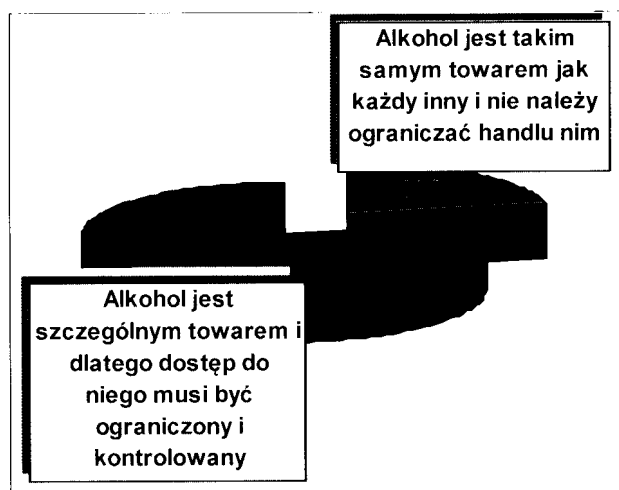 Alkohol jest takim
samym towarem jak
każdy inny i nie należy
ograniczać handlu nim
Alkohol jest
szczególnym towarem i
dlatego dostęp do
niego musi być
ograniczony i
kontrolowany